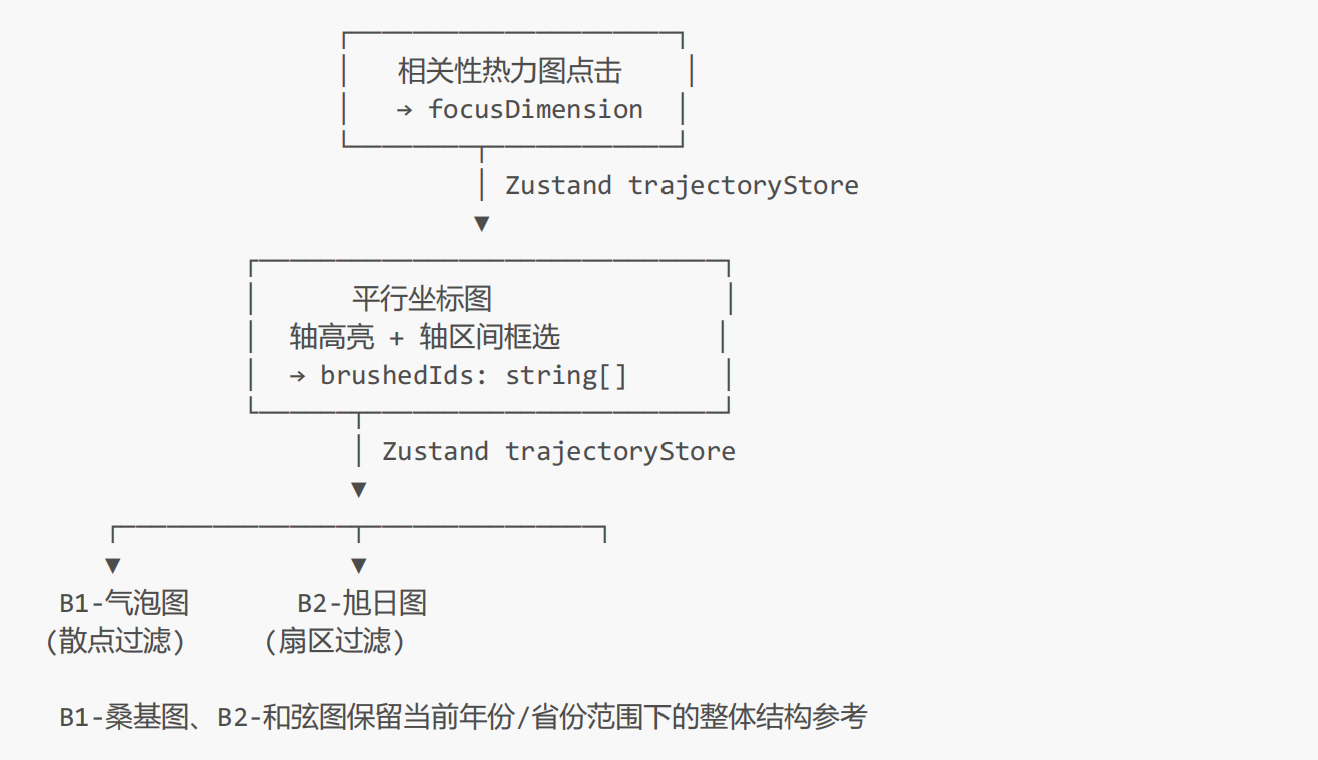 相关性热力图点击
→ focusDimension
Zustand trajectoryStore
平行坐标图
轴高亮 + 轴区间框选
→ brushedIds: string[]
Zustand trajectoryStore
B1-气泡图 B2-旭日图
(散点过滤) (扇区过滤)
B1-桑基图、B2-和弦图保留当前年份/省份范围下的整体结构参考